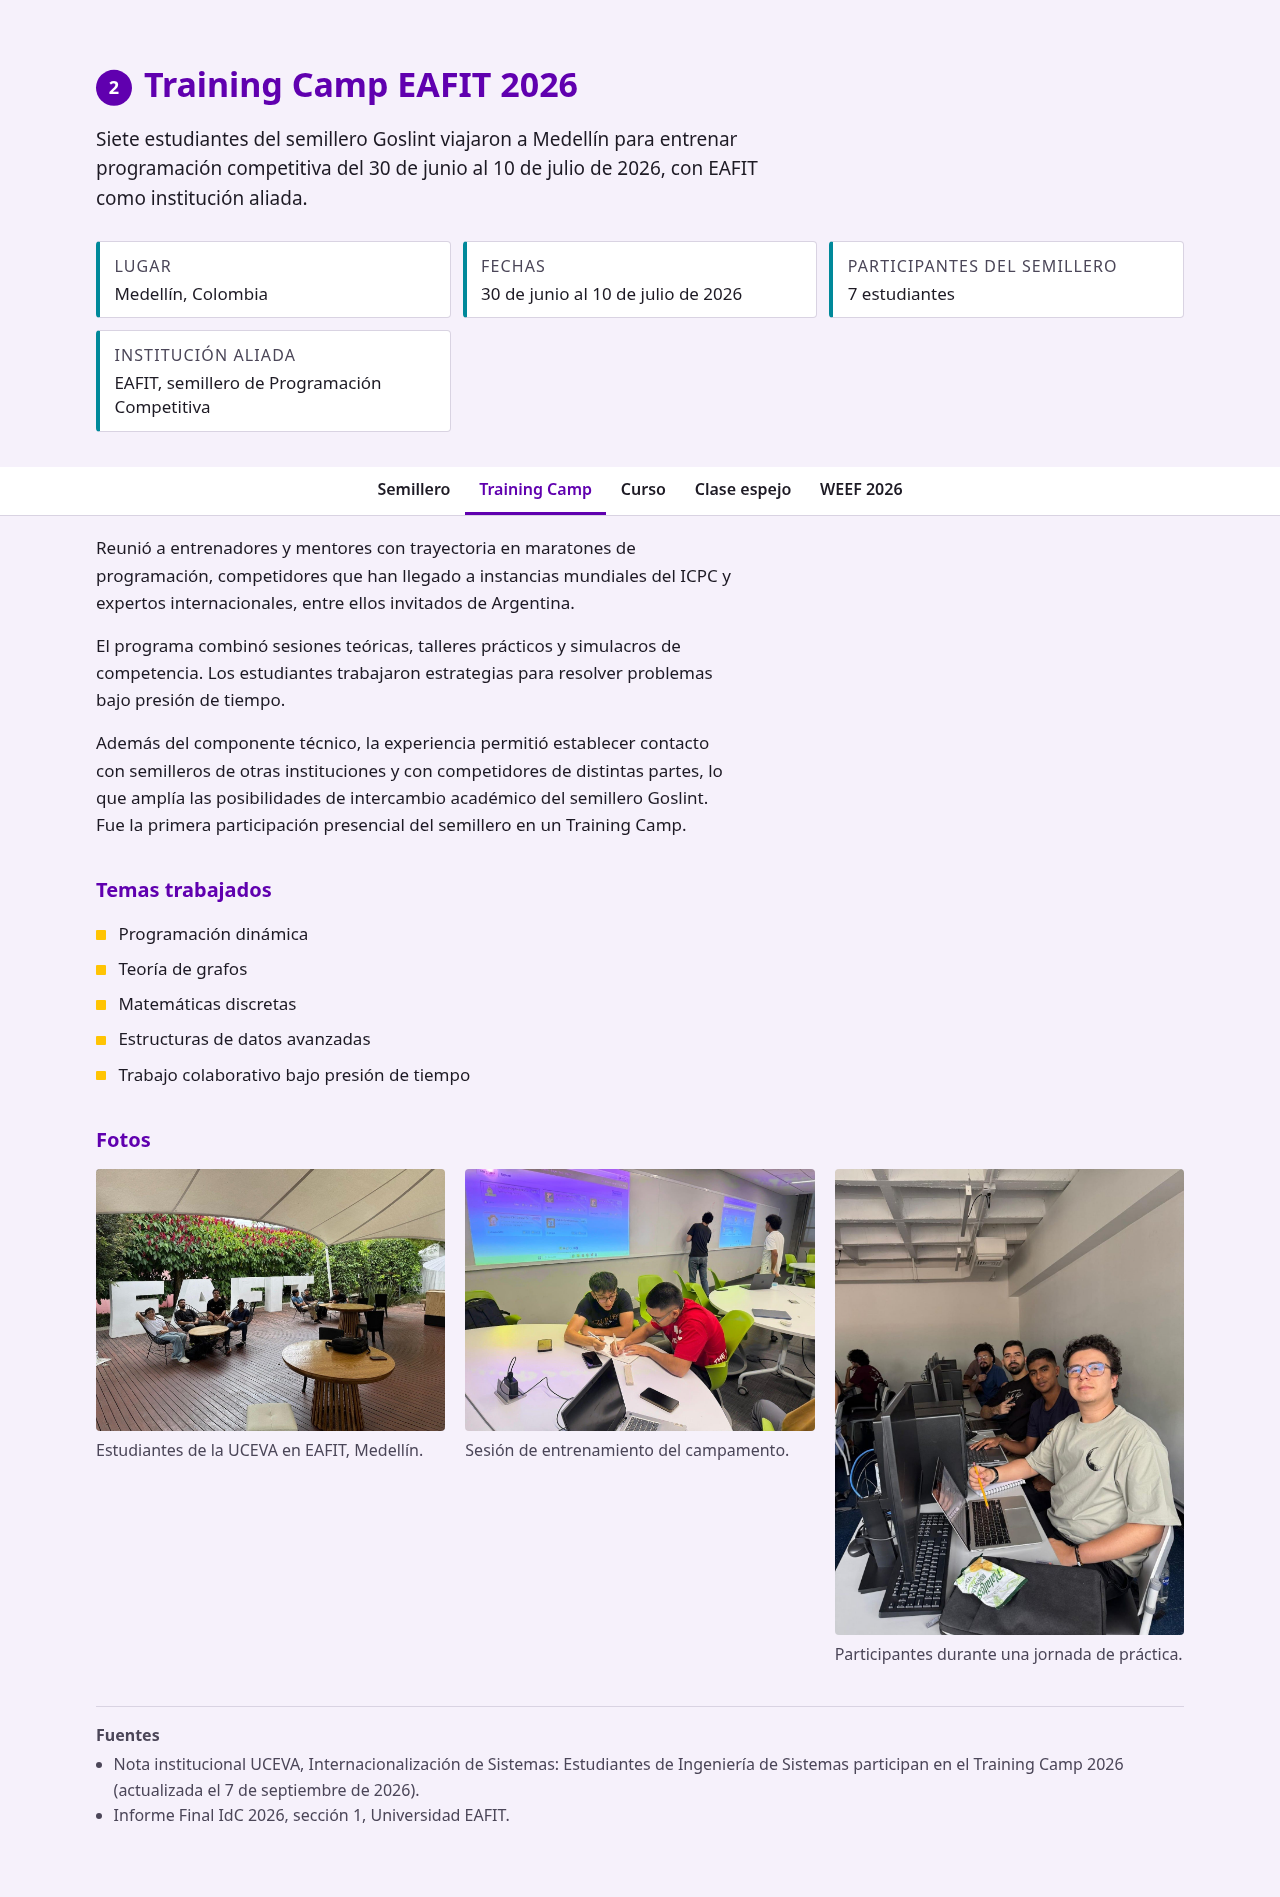 2 Training Camp EAFIT 2026
Siete estudiantes del semillero Goslint viajaron a Medellín para entrenar
programación competitiva del 30 de junio al 10 de julio de 2026, con EAFIT
como institución aliada.
LUGAR
Medellín, Colombia
FECHAS
30 de junio al 10 de julio de 2026
PARTICIPANTES DEL SEMILLERO
7 estudiantes
INSTITUCIÓN ALIADA
EAFIT, semillero de Programación
Competitiva
Semillero Training Camp Curso Clase espejo WEEF 2026
Reunió a entrenadores y mentores con trayectoria en maratones de
programación, competidores que han llegado a instancias mundiales del ICPC y
expertos internacionales, entre ellos invitados de Argentina.
El programa combinó sesiones teóricas, talleres prácticos y simulacros de
competencia. Los estudiantes trabajaron estrategias para resolver problemas
bajo presión de tiempo.
Además del componente técnico, la experiencia permitió establecer contacto
con semilleros de otras instituciones y con competidores de distintas partes, lo
que amplía las posibilidades de intercambio académico del semillero Goslint.
Fue la primera participación presencial del semillero en un Training Camp.
Temas trabajados
Programación dinámica
Teoría de grafos
Matemáticas discretas
Estructuras de datos avanzadas
Trabajo colaborativo bajo presión de tiempo
Fotos
EAFIT
Estudiantes de la UCEVA en EAFIT, Medellín.
Sesión de entrenamiento del campamento.
Participantes durante una jornada de práctica.
Fuentes
Nota institucional UCEVA, Internacionalización de Sistemas: Estudiantes de Ingeniería de Sistemas participan en el Training Camp 2026
(actualizada el 7 de septiembre de 2026).
Informe Final IdC 2026, sección 1, Universidad EAFIT.